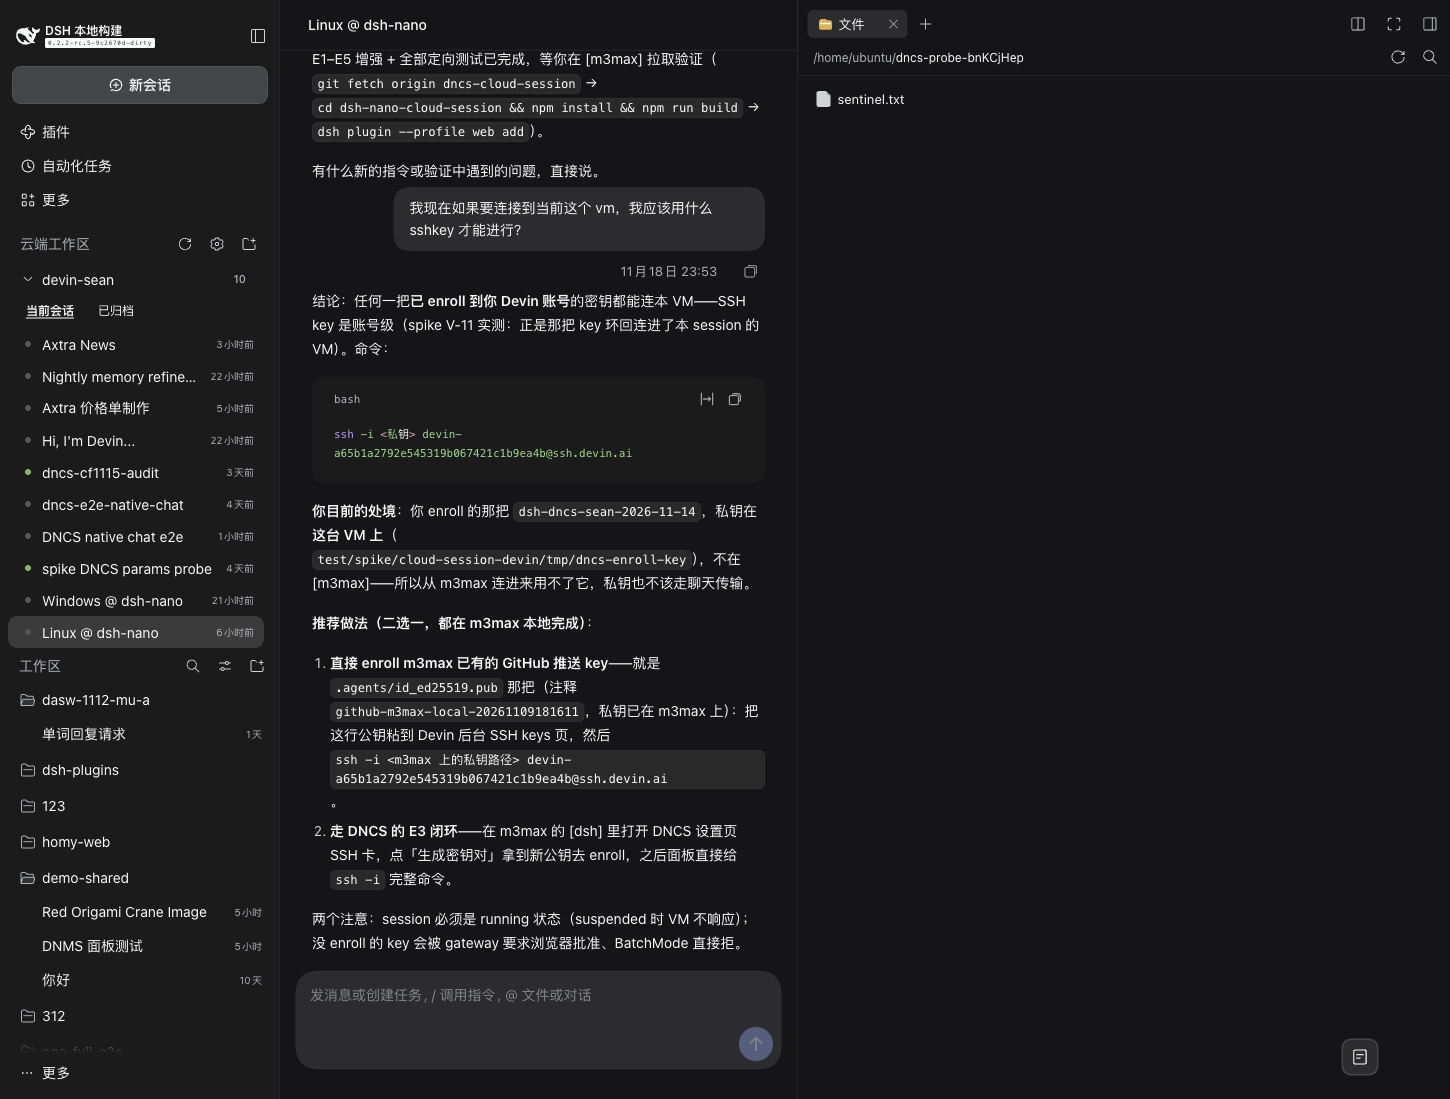 DSH 本地构建
0.2.2-rc.5-9c2670d-dirty
新会话
插件
自动化任务
更多
云端工作区
devin-sean 10
当前会话 已归档
Axtra News 3 小时前
Nightly memory refine... 22 小时前
Axtra 价格单制作 5 小时前
Hi, I'm Devin... 22 小时前
dncs-cf1115-audit 3 天前
dncs-e2e-native-chat 4 天前
DNCS native chat e2e 1 小时前
spike DNCS params probe 4 天前
Windows @ dsh-nano 21 小时前
Linux @ dsh-nano 6 小时前
工作区
dasw-1112-mu-a
单词回复请求 1 天
dsh-plugins
123
homy-web
demo-shared
Red Origami Crane Image 5 小时
DNMS 面板测试 5 小时
你好 10 天
312
更多
Linux @ dsh-nano
E1–E5 增强 + 全部定向测试已完成，等你在 [m3max] 拉取验证（
git fetch origin dncs-cloud-session →
cd dsh-nano-cloud-session && npm install && npm run build →
dsh plugin --profile web add）。
有什么新的指令或验证中遇到的问题，直接说。
我现在如果要连接到当前这个 vm，我应该用什么
sshkey 才能进行?
11月18日 23:53
结论：任何一把已 enroll 到你 Devin 账号的密钥都能连本 VM——SSH
key 是账号级（spike V-11 实测：正是那把 key 环回连进了本 session 的
VM）。命令：
bash
ssh -i <私钥> devin-
a65b1a2792e545319b067421c1b9ea4b@ssh.devin.ai
你目前的处境：你 enroll 的那把 dsh-dncs-sean-2026-11-14，私钥在
这台 VM 上（
test/spike/cloud-session-devin/tmp/dncs-enroll-key），不在
[m3max]——所以从 m3max 连进来用不了它，私钥也不该走聊天传输。
推荐做法（二选一，都在 m3max 本地完成）：
1. 直接 enroll m3max 已有的 GitHub 推送 key——就是
.agents/id_ed25519.pub 那把（注释
github-m3max-local-20261109181611，私钥已在 m3max 上）：把
这行公钥粘到 Devin 后台 SSH keys 页，然后
ssh -i <m3max 上的私钥路径> devin-
a65b1a2792e545319b067421c1b9ea4b@ssh.devin.ai
。
2. 走 DNCS 的 E3 闭环——在 m3max 的 [dsh] 里打开 DNCS 设置页
SSH 卡，点「生成密钥对」拿到新公钥去 enroll，之后面板直接给
ssh -i 完整命令。
两个注意：session 必须是 running 状态（suspended 时 VM 不响应）；
没 enroll 的 key 会被 gateway 要求浏览器批准、BatchMode 直接拒。
发消息或创建任务, / 调用指令, @ 文件或对话
文件
/home/ubuntu/dncs-probe-bnKCjHep
sentinel.txt